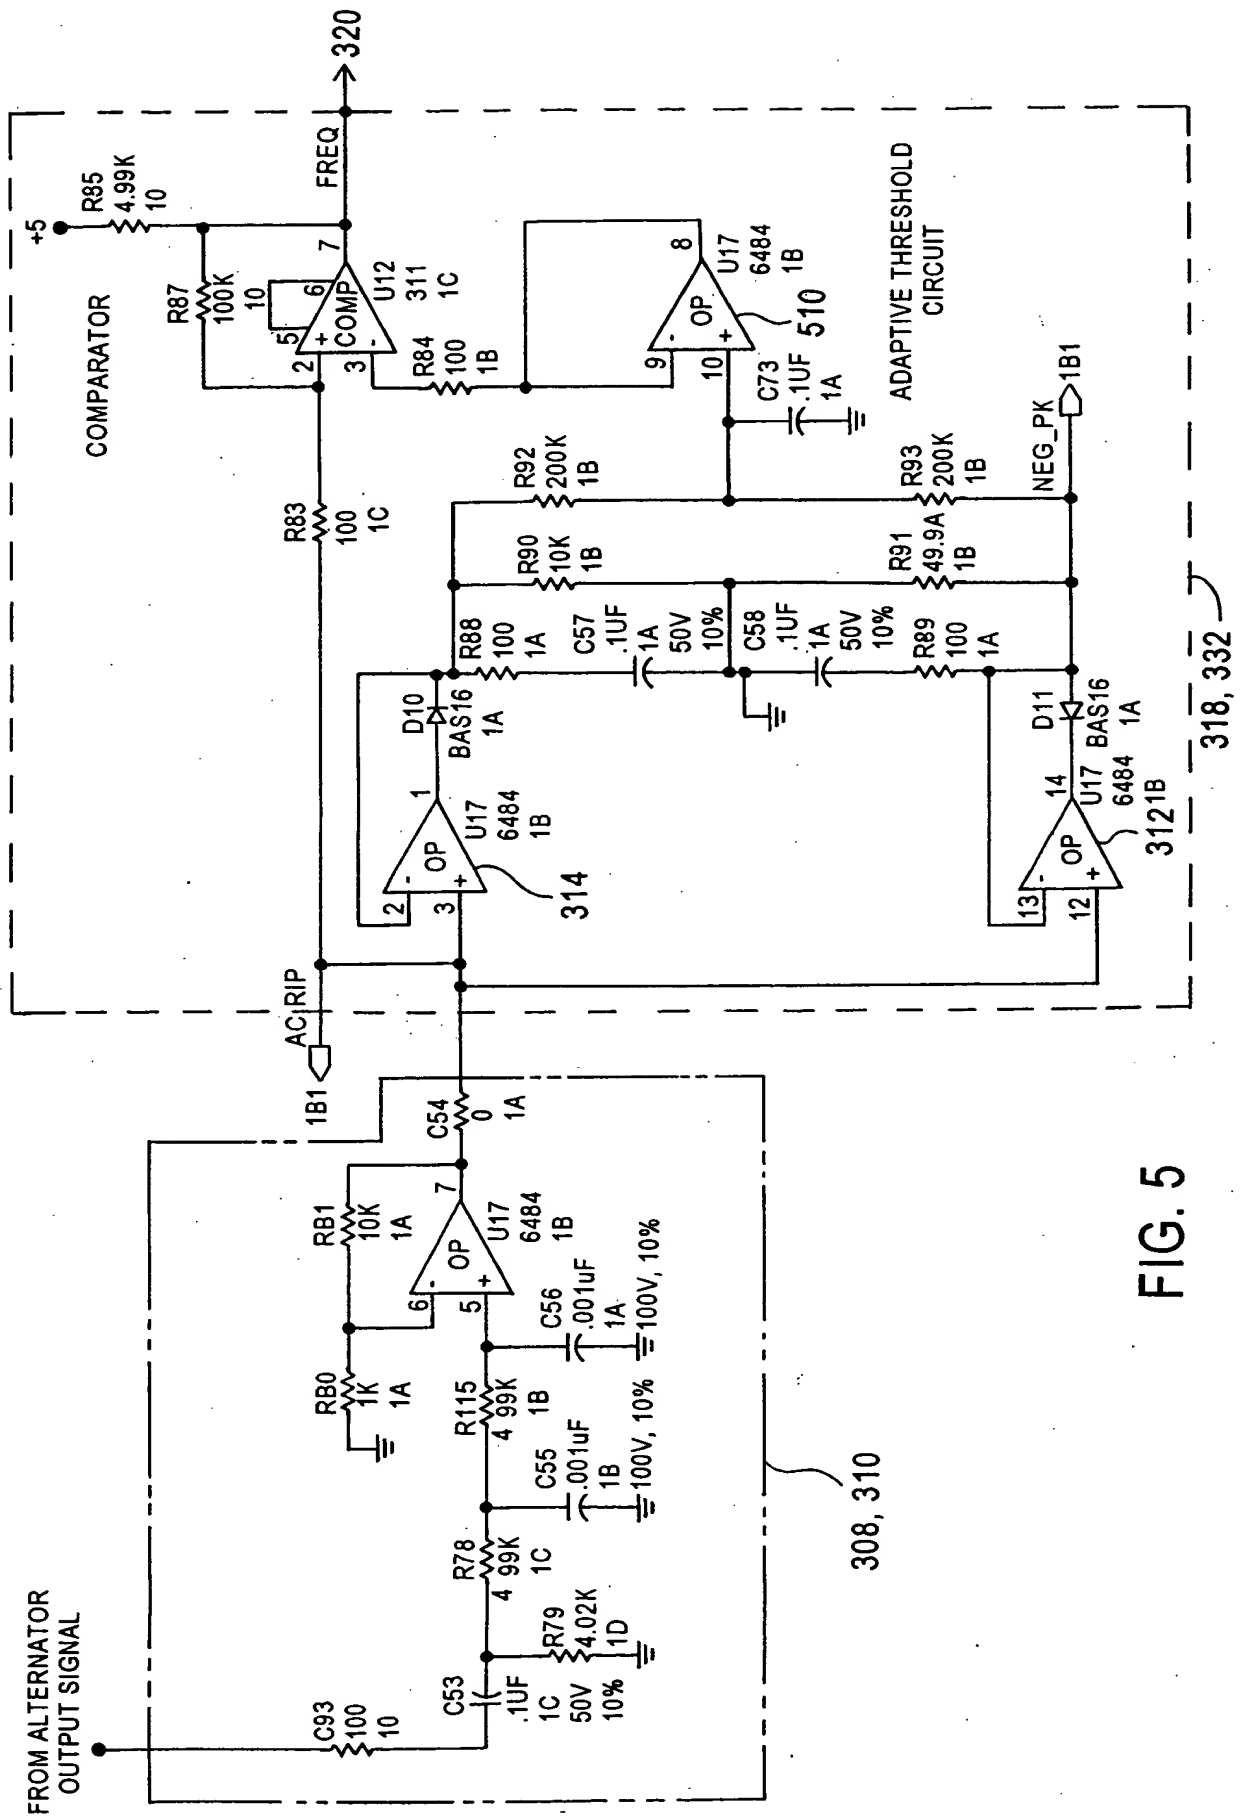 FROM ALTERNATOR
OUTPUT SIGNAL
C93
100
10
C53
.1UF
1C
50V
10%
R79
4.02K
1D
R78
4 99K
1C
C55
.001uF
1B
100V, 10%
R115
4 99K
1B
C56
.001uF
1A
100V, 10%
RB0
1K
1A
RB1
10K
1A
6
5
-
+
OP
7
U17
6484
1B
C54
0
1A
308, 310
1B1
AC_RIP
COMPARATOR
R83
100
1C
R87
100K
10
+5
R85
4.99K
10
2
3
5
6
+
-
COMP
7
U12
311
1C
FREQ
320
R84
100
1B
2
3
-
+
OP
1
U17
6484
1B
314
D10
BAS16
1A
R88
100
1A
C57
.1UF
1A
50V
10%
R90
10K
1B
R92
200K
1B
9
10
-
+
OP
8
U17
6484
1B
510
C73
.1UF
1A
ADAPTIVE THRESHOLD
CIRCUIT
C58
.1UF
1A
50V
10%
R89
100
1A
R91
49.9A
1B
R93
200K
1B
NEG_PK
1B1
13
12
-
+
OP
14
U17
6484
1B
312
D11
BAS16
1A
318, 332
FIG. 5